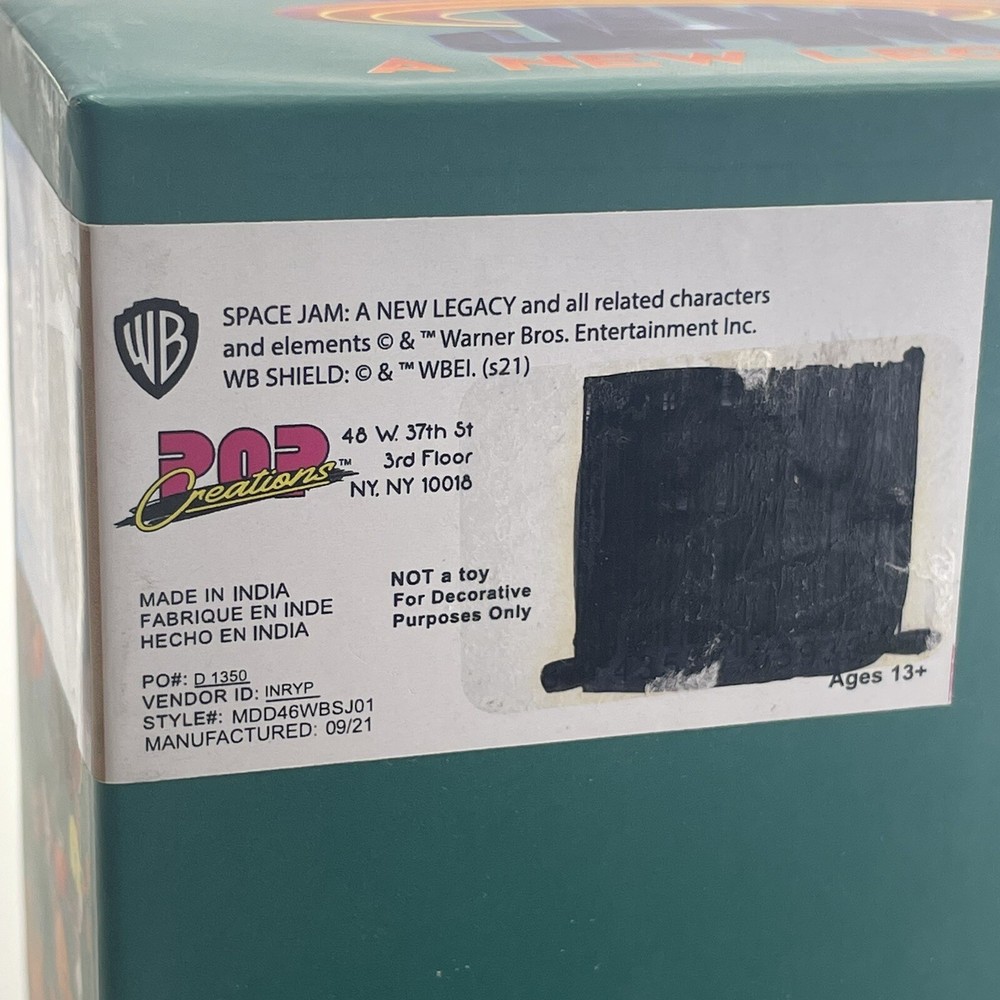 JAM
A NEW LEG
WB
SPACE JAM: A NEW LEGACY and all related characters
and elements © & ™ Warner Bros. Entertainment Inc.
WB SHIELD: © & ™ WBEI. (s21)
POP
Creations™
48 W. 37th St
3rd Floor
NY, NY 10018
MADE IN INDIA
FABRIQUE EN INDE
HECHO EN INDIA
NOT a toy
For Decorative
Purposes Only
PO#: D 1350
VENDOR ID: INRYP
STYLE#: MDD46WBSJ01
MANUFACTURED: 09/21
Ages 13+